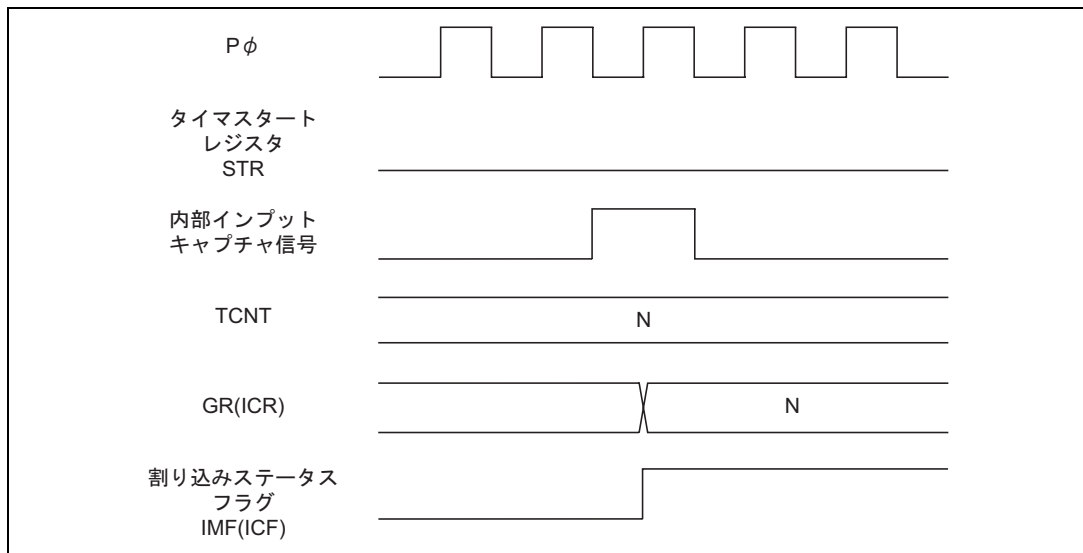 Pφ
タイマスタート
レジスタ
STR
内部インプット
キャプチャ信号
TCNT
N
GR(ICR)
N
割り込みステータス
フラグ
IMF(ICF)